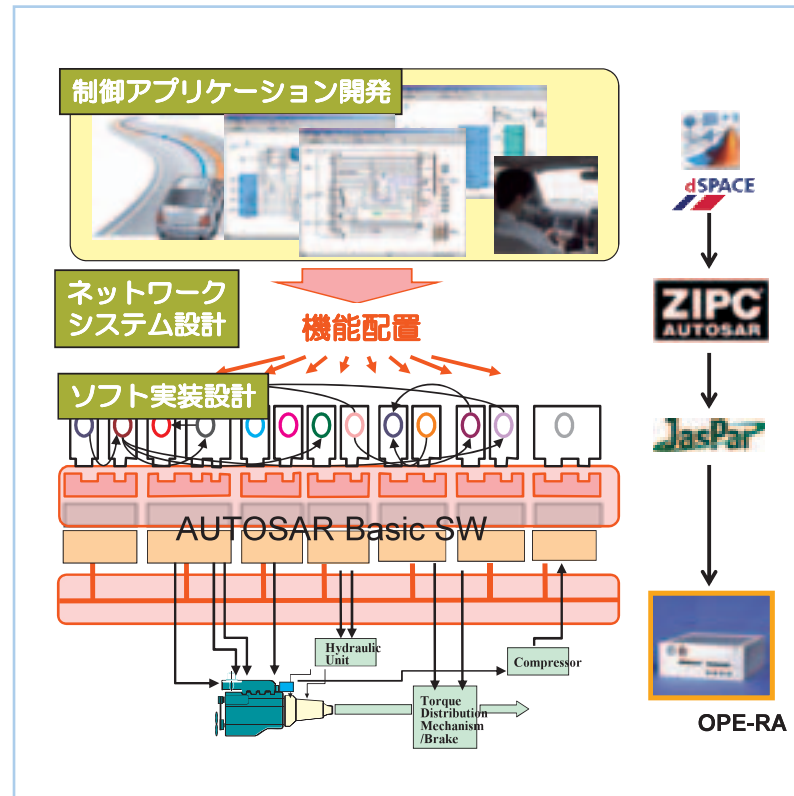 制御アプリケーション開発
dSPACE
ネットワーク
システム設計
機能配置
ZIPC
AUTOSAR
ソフト実装設計
JasPar
AUTOSAR Basic SW
Hydraulic
Unit
Compressor
Torque
Distribution
Mechanism
/Brake
OPE-RA